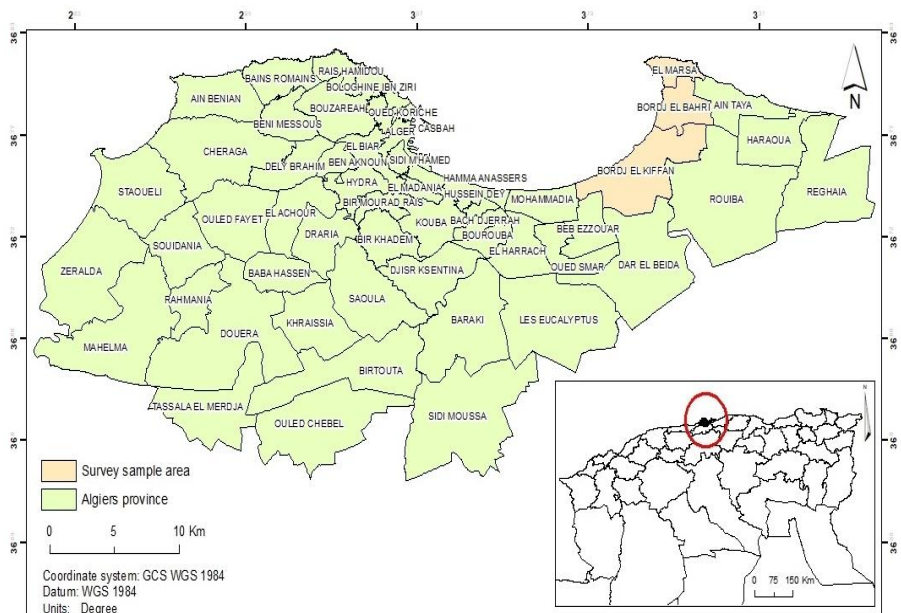 RAIS HAMIDOU
BAINS ROMAINS
BOLOGHINE IBN ZIRI
AIN BENIAN
BOUZAREAH
OUED KORICHE
CASBAH
BENI MESSOUS
ALGER
EL BIAR
CHERAGA
DELY BRAHIM
BEN AKNOUN
SIDI M'HAMED
HYDRA
EL MADANIA
HAMMA ANASSERS
HUSSEIN DEY
STAOUELI
BIR MOURAD RAIS
MOHAMMADIA
OULED FAYET
EL ACHOUR
KOUBA
BACH DJERRAH
DRARIA
BOUROUBA
BIR KHADEM
EL HARRACH
BEB EZZOUAR
SOUIDANIA
OUED SMAR
DAR EL BEIDA
ZERALDA
BABA HASSEN
DJISR KSENTINA
RAHMANIA
SAOULA
KHRAISSIA
BARAKI
LES EUCALYPTUS
DOUERA
MAHELMA
BIRTOUTA
TASSALA EL MERDJA
OULED CHEBEL
SIDI MOUSSA
EL MARSA
BORDJ EL BAHRI
AIN TAYA
HARAOUA
BORDJ EL KIFFAN
ROUIBA
REGHAIA
N
Survey sample area
Algiers province
0 5 10 Km
Coordinate system: GCS WGS 1984
Datum: WGS 1984
Units: Degree
N
0 75 150 Km